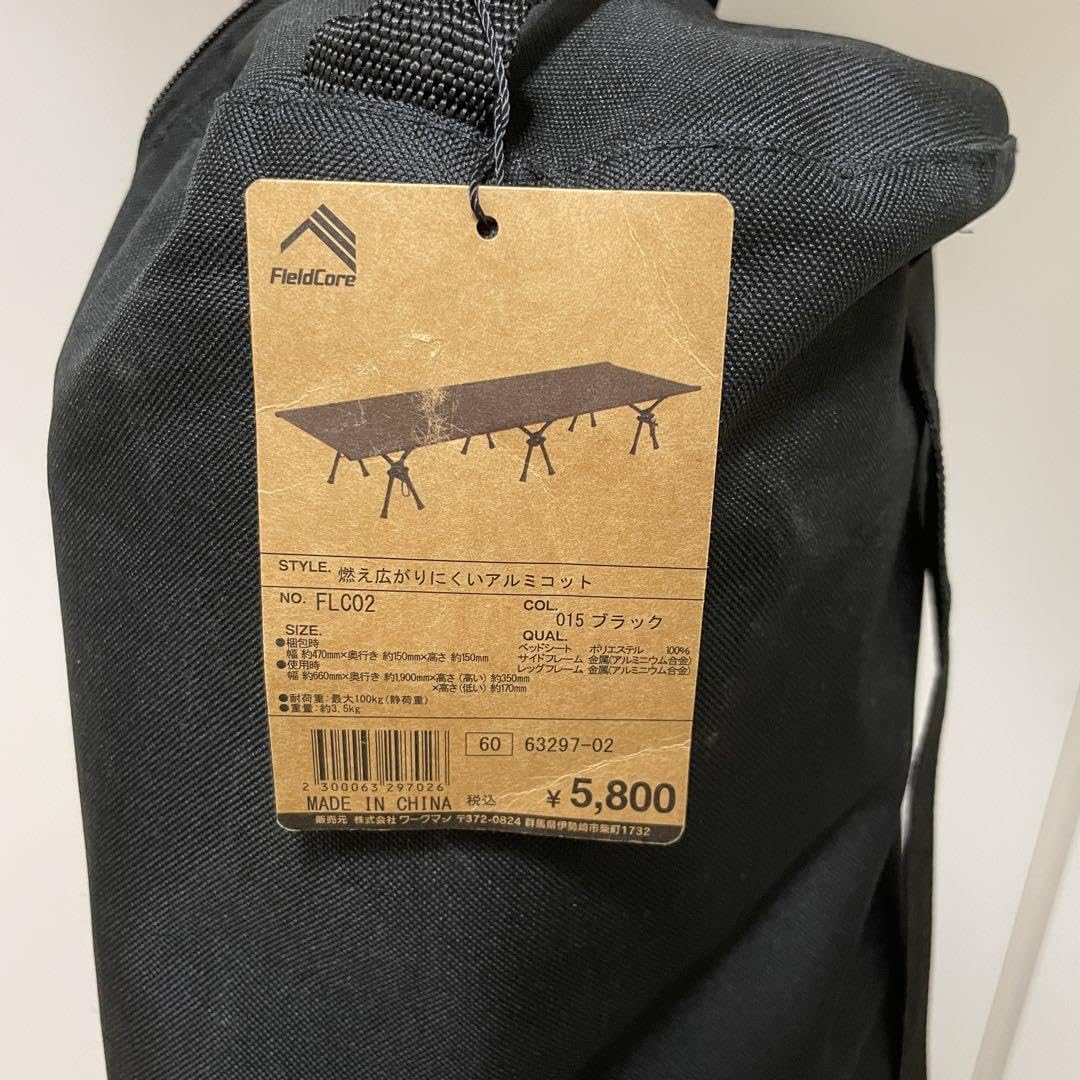 FieldCore
STYLE. 燃え広がりにくいアルミコット
NO. FLC02
COL. 015 ブラック
SIZE.
●梱包時
幅 約470mm×奥行き 約150mm×高さ 約150mm
●使用時
幅 約660mm×奥行き 約1,900mm×高さ (高い) 約350mm
×高さ(低い) 約170mm
●耐荷重:最大100kg(静荷重)
●重量:約3.5kg
QUAL.
ベッドシート ポリエステル 100%
サイドフレーム 金属(アルミニウム合金)
レッグフレーム 金属(アルミニウム合金)
60 63297-02
2 300063 297026
MADE IN CHINA 税込 ¥5,800
販売元 株式会社 ワークマン 〒372-0824 群馬県伊勢崎市柴町1732